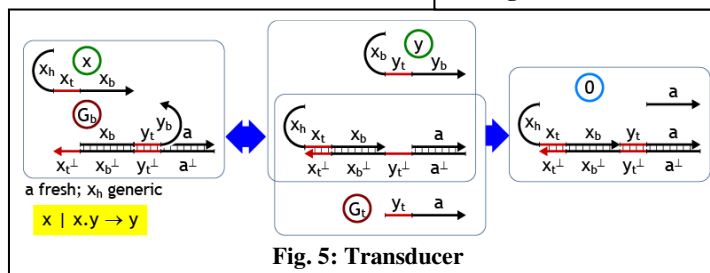 x
x_h x_t x_b
G_b
x_b y_t y_b a
x_t^⊥ x_b^⊥ y_t^⊥ a^⊥
a fresh; x_h generic
x | x.y → y
y
x_b y_t y_b
x_h x_t x_b a
x_t^⊥ x_b^⊥ y_t^⊥ a^⊥
G_t y_t a
0
a
x_h x_t x_b y_t a
x_t^⊥ x_b^⊥ y_t^⊥ a^⊥
Fig. 5: Transducer